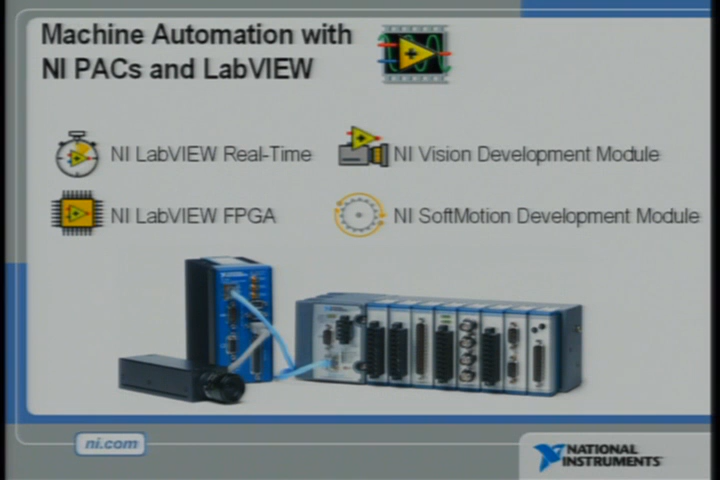 Machine Automation with
NI PACs and LabVIEW
NI LabVIEW Real-Time
NI Vision Development Module
NI LabVIEW FPGA
NI SoftMotion Development Module
ni.com
NATIONAL
INSTRUMENTS